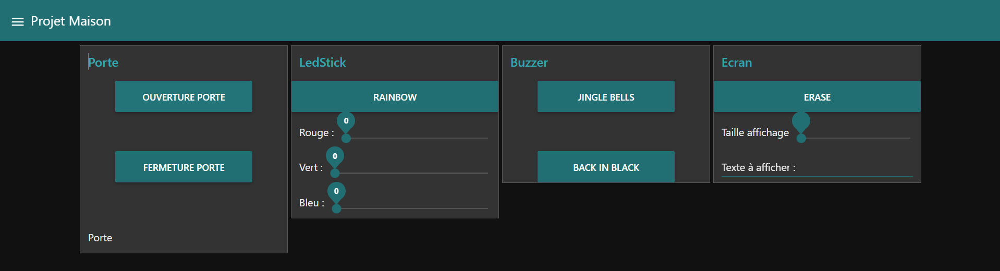 Projet Maison
Porte
OUVERTURE PORTE
FERMETURE PORTE
Porte
LedStick
RAINBOW
Rouge :
0
Vert :
0
Bleu :
0
Buzzer
JINGLE BELLS
BACK IN BLACK
Ecran
ERASE
Taille affichage
Texte à afficher :